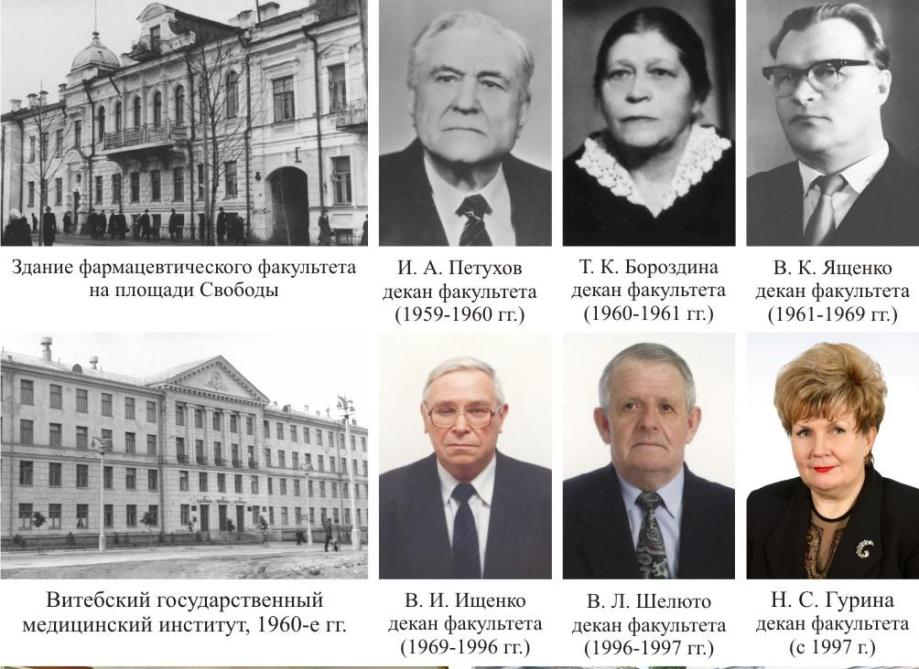 Здание фармацевтического факультета
на площади Свободы
И. А. Петухов
декан факультета
(1959-1960 гг.)
Т. К. Бороздина
декан факультета
(1960-1961 гг.)
В. К. Ященко
декан факультета
(1961-1969 гг.)
Витебский государственный
медицинский институт, 1960-е гг.
В. И. Ищенко
декан факультета
(1969-1996 гг.)
В. Л. Шелюто
декан факультета
(1996-1997 гг.)
Н. С. Гурина
декан факультета
(с 1997 г.)